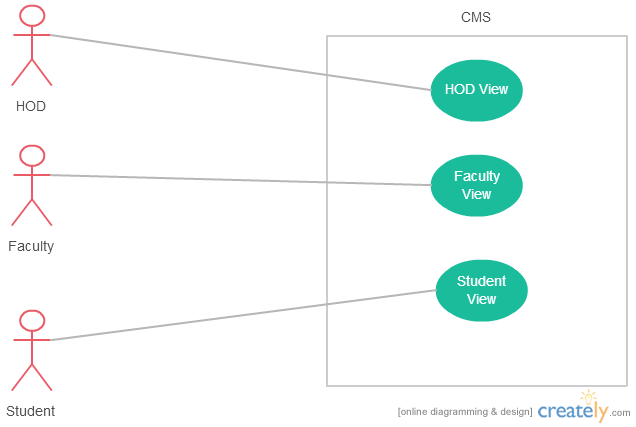 CMS
HOD View
HOD
Faculty
View
Faculty
Student
View
Student
[online diagramming & design] creately.com